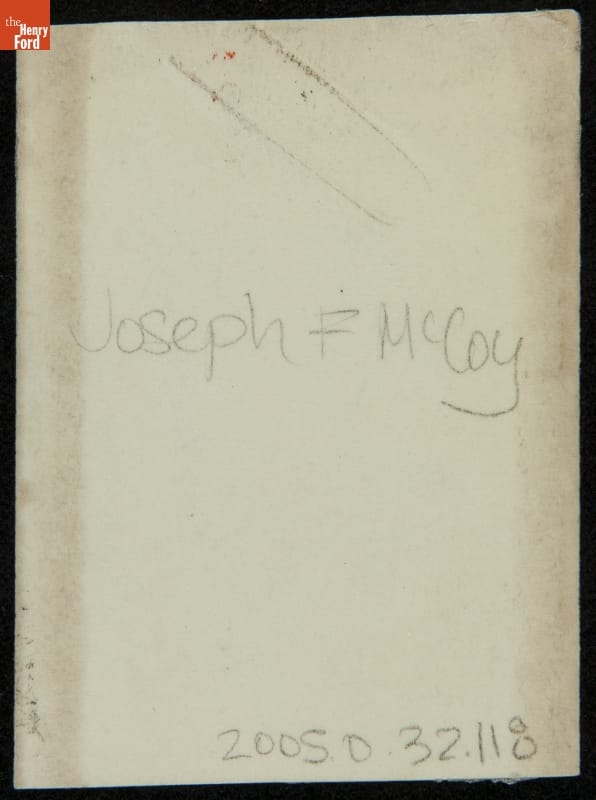 the
Henry
Ford
Joseph F McCoy
2005.0.32.118